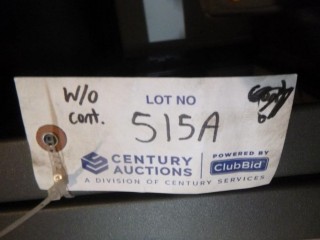 W/O
cont.
LOT NO
515A
CENTURY
AUCTIONS
POWERED BY
ClubBid
A DIVISION OF CENTURY SERVICES